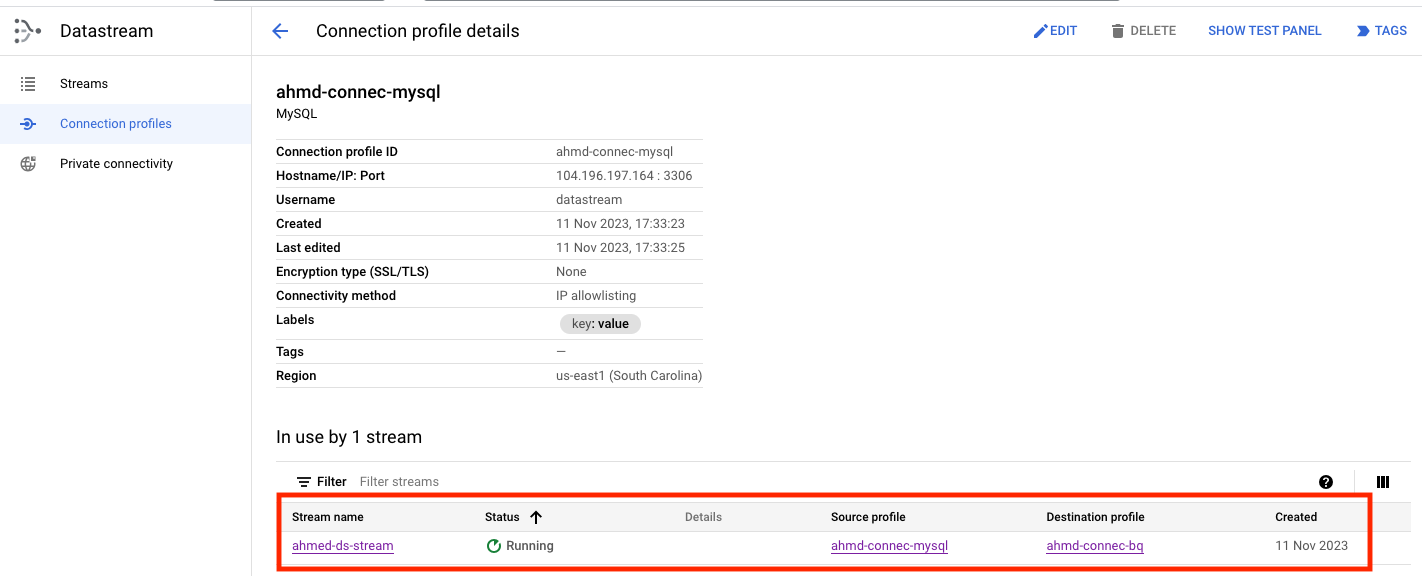 Datastream
Connection profile details
EDIT
DELETE
SHOW TEST PANEL
TAGS
Streams
Connection profiles
Private connectivity
ahmd-connec-mysql
MySQL
Connection profile ID ahmd-connec-mysql
Hostname/IP: Port 104.196.197.164 : 3306
Username datastream
Created 11 Nov 2023, 17:33:23
Last edited 11 Nov 2023, 17:33:25
Encryption type (SSL/TLS) None
Connectivity method IP allowlisting
Labels key: value
Tags —
Region us-east1 (South Carolina)
In use by 1 stream
Filter Filter streams
Stream name Status Details Source profile Destination profile Created
ahmed-ds-stream Running ahmd-connec-mysql ahmd-connec-bq 11 Nov 2023